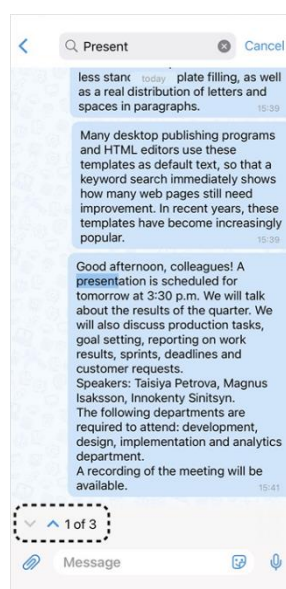 Present
Cancel
less stanc today plate filling, as well
as a real distribution of letters and
spaces in paragraphs. 15:39
Many desktop publishing programs
and HTML editors use these
templates as default text, so that a
keyword search immediately shows
how many web pages still need
improvement. In recent years, these
templates have become increasingly
popular. 15:39
Good afternoon, colleagues! A
presentation is scheduled for
tomorrow at 3:30 p.m. We will talk
about the results of the quarter. We
will also discuss production tasks,
goal setting, reporting on work
results, sprints, deadlines and
customer requests.
Speakers: Taisiya Petrova, Magnus
Isaksson, Innokenty Sinitsyn.
The following departments are
required to attend: development,
design, implementation and analytics
department.
A recording of the meeting will be
available. 15:41
1 of 3
Message